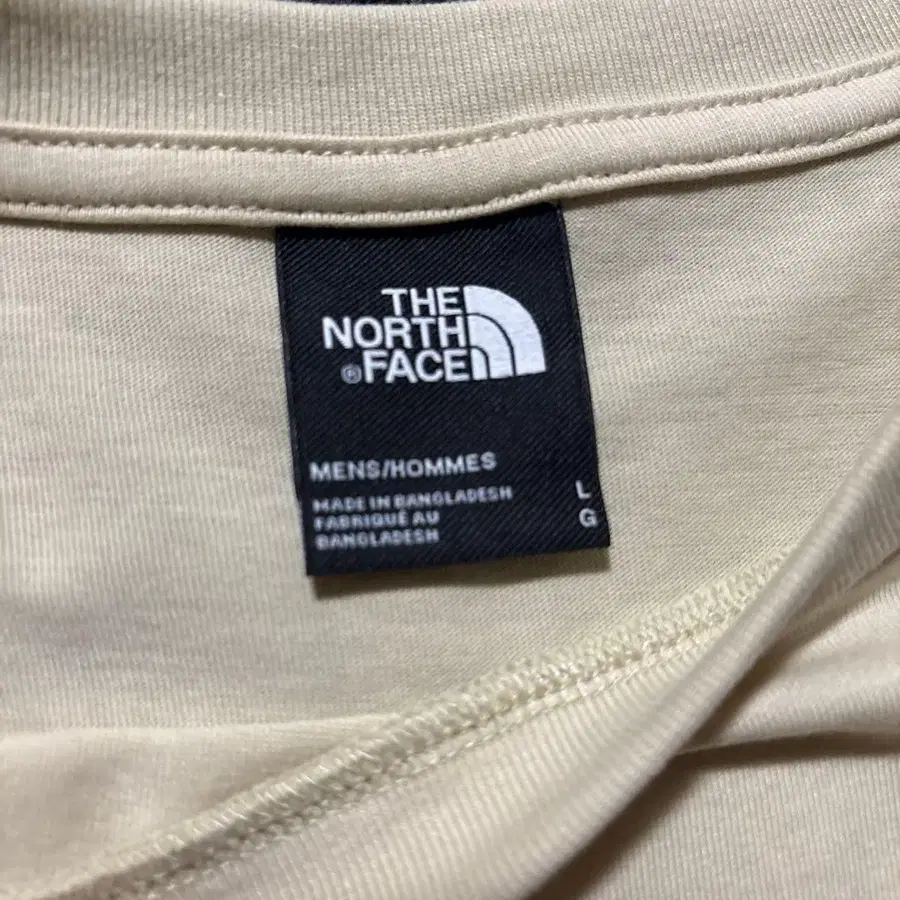 THE
NORTH
®FACE
MENS/HOMMES
MADE IN BANGLADESH
FABRIQUÉ AU
BANGLADESH
L
G